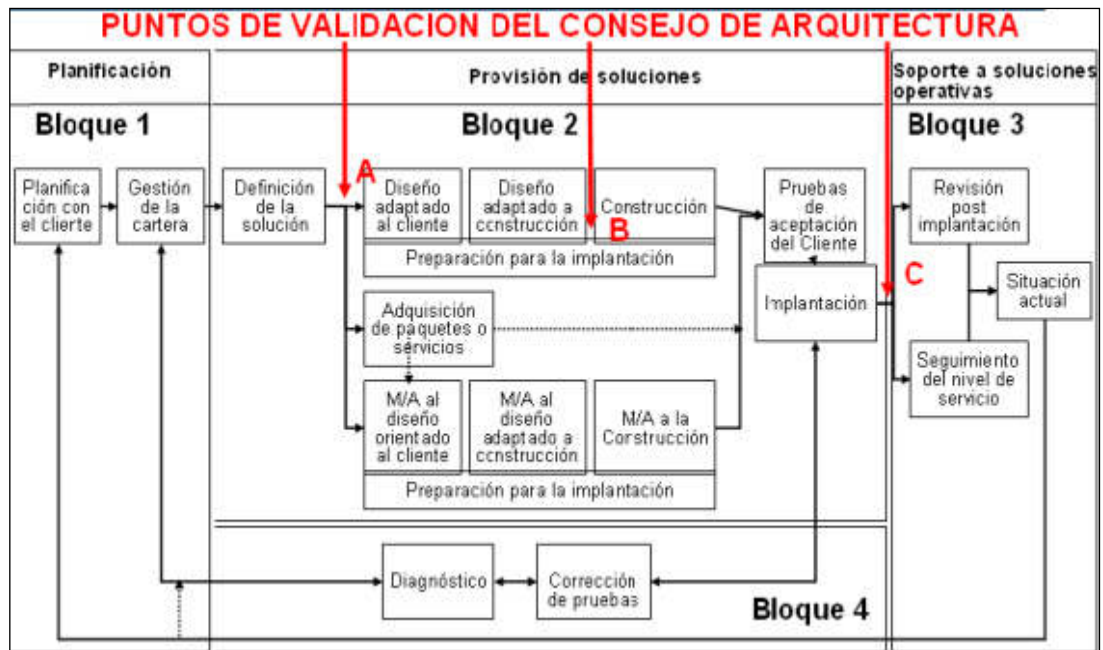 PUNTOS DE VALIDACION DEL CONSEJO DE ARQUITECTURA
Planificación
Provisión de soluciones
Soporte a soluciones
operativas
Bloque 1
Bloque 2
Bloque 3
Planifica
ción con
el clierte
Gestión
de la
cartera
Definición
de la
solución
A
Diseño
adaptado
al cliente
Diseño
adaptado a
ccnstrucción
Construcción
B
Preparación para la implantación
Pruebas
de
aceptación
del Cliente
Implantación
C
Revisión
post
implantación
Situación
actual
Seguimiento
del nivel de
servicio
Adquisición
de paquetes o
servicios
M/A al
diseño
orientado
al cliente
M/A al
diseño
adaptado a
ccnstrucción
M/A a la
Construcción
Preparación para la implantación
Diagnóstico
Corrección
de pruebas
Bloque 4